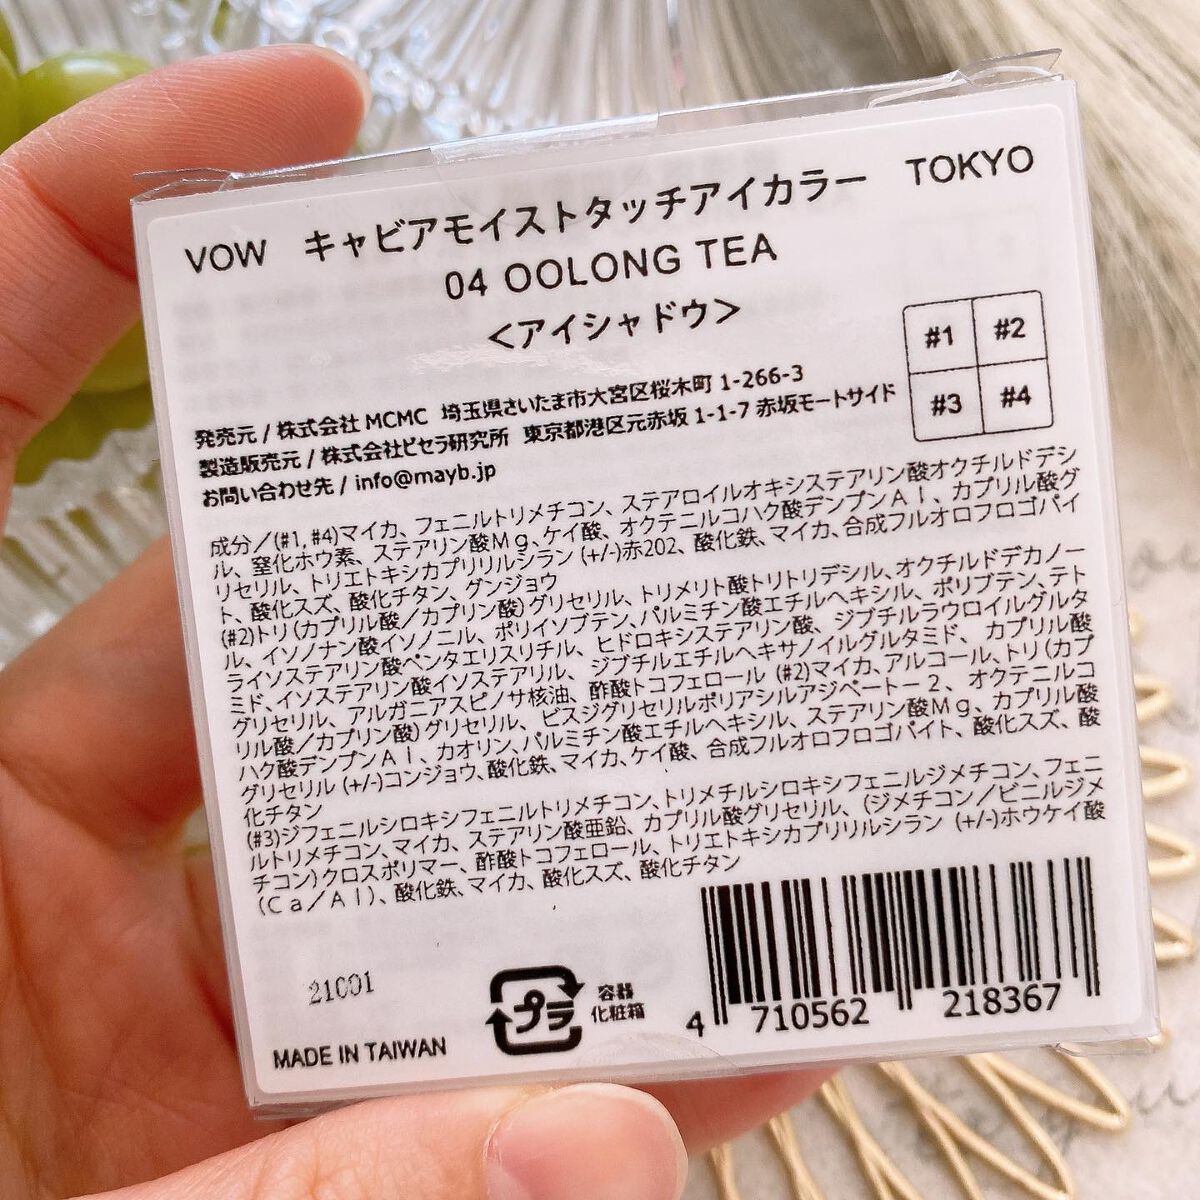 VOW キャビアモイストタッチアイカラー TOKYO
04 OOLONG TEA
<アイシャドウ>
#1 #2
#3 #4
発売元 / 株式会社 MCMC 埼玉県さいたま市大宮区桜木町 1-266-3
製造販売元 / 株式会社ピセラ研究所 東京都港区元赤坂 1-1-7 赤坂モートサイド
お問い合わせ先 / info@mayb.jp
成分／(#1, #4)マイカ、フェニルトリメチコン、ステアロイルオキシステアリン酸オクチルドデシ
ル、窒化ホウ素、ステアリン酸Ｍｇ、ケイ酸、オクテニルコハク酸デンプンＡｌ、カプリル酸グ
リセリル、トリエトキシカプリリルシラン (+/-)赤202、酸化鉄、マイカ、合成フルオロフロゴパイ
ト、酸化スズ、酸化チタン、グンジョウ
(#2)トリ(カプリル酸／カプリン酸)グリセリル、トリメリト酸トリトリデシル、オクチルドデカノー
ル、イソノナン酸イソノニル、ポリイソブテン、パルミチン酸エチルヘキシル、ポリブテン、テト
ライソステアリン酸ペンタエリスリチル、ヒドロキシステアリン酸、ジブチルラウロイルグルタ
ミド、イソステアリン酸イソステアリル、ジブチルエチルヘキサノイルグルタミド、カプリル酸
グリセリル、アルガニアスピノサ核油、酢酸トコフェロール (#2)マイカ、アルコール、トリ(カプ
リル酸／カプリン酸)グリセリル、ビスジグリセリルポリアシルアジペートー２、オクテニルコ
ハク酸デンプンＡｌ、カオリン、パルミチン酸エチルヘキシル、ステアリン酸Ｍｇ、カプリル酸
グリセリル (+/-)コンジョウ、酸化鉄、マイカ、ケイ酸、合成フルオロフロゴパイト、酸化スズ、酸
化チタン
(#3)ジフェニルシロキシフェニルトリメチコン、トリメチルシロキシフェニルジメチコン、フェニ
ルトリメチコン、マイカ、ステアリン酸亜鉛、カプリル酸グリセリル、(ジメチコン／ビニルジメ
チコン)クロスポリマー、酢酸トコフェロール、トリエトキシカプリリルシラン (+/-)ホウケイ酸
(Ｃａ／Ａｌ)、酸化鉄、マイカ、酸化スズ、酸化チタン
21C01
プラ 容器
化粧箱
MADE IN TAIWAN
4 710562 218367